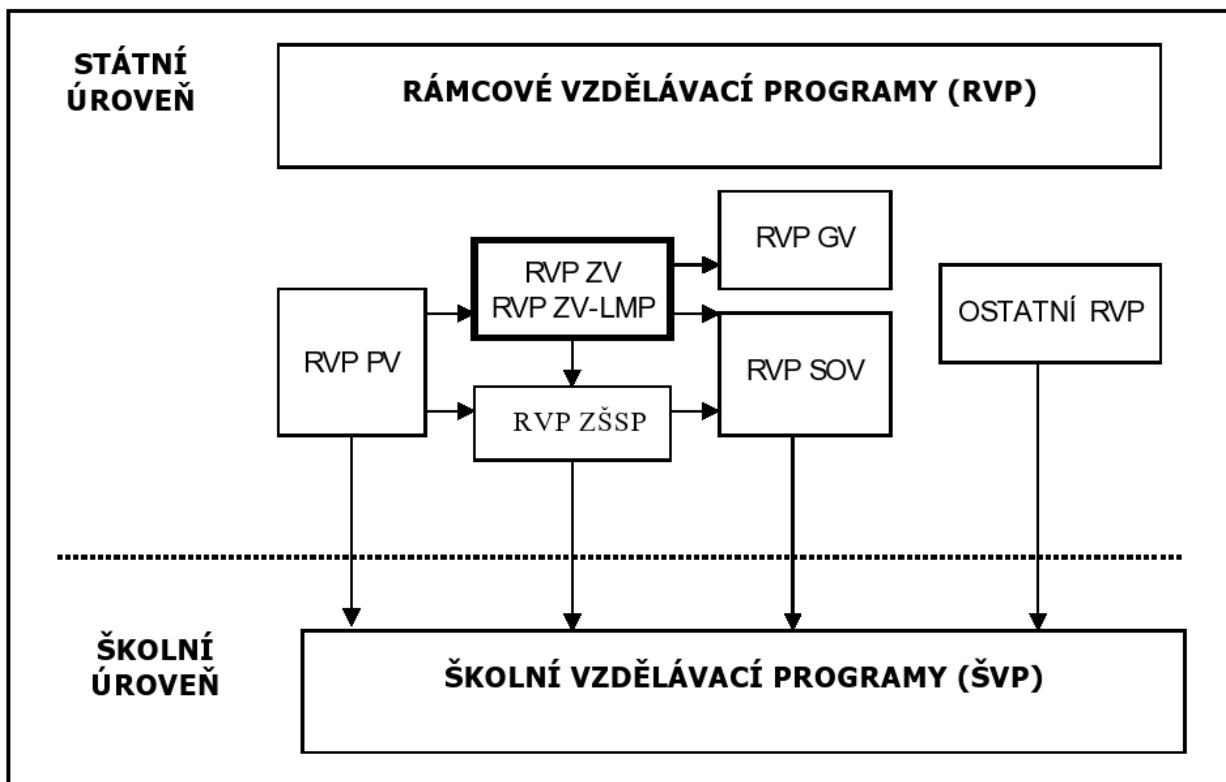 STÁTNÍ
ÚROVEŇ
RÁMCOVÉ VZDĚLÁVACÍ PROGRAMY (RVP)
RVP GV
RVP ZV
RVP ZV-LMP
OSTATNÍ RVP
RVP PV
RVP SOV
RVP ZŠSP
ŠKOLNÍ
ÚROVEŇ
ŠKOLNÍ VZDĚLÁVACÍ PROGRAMY (ŠVP)